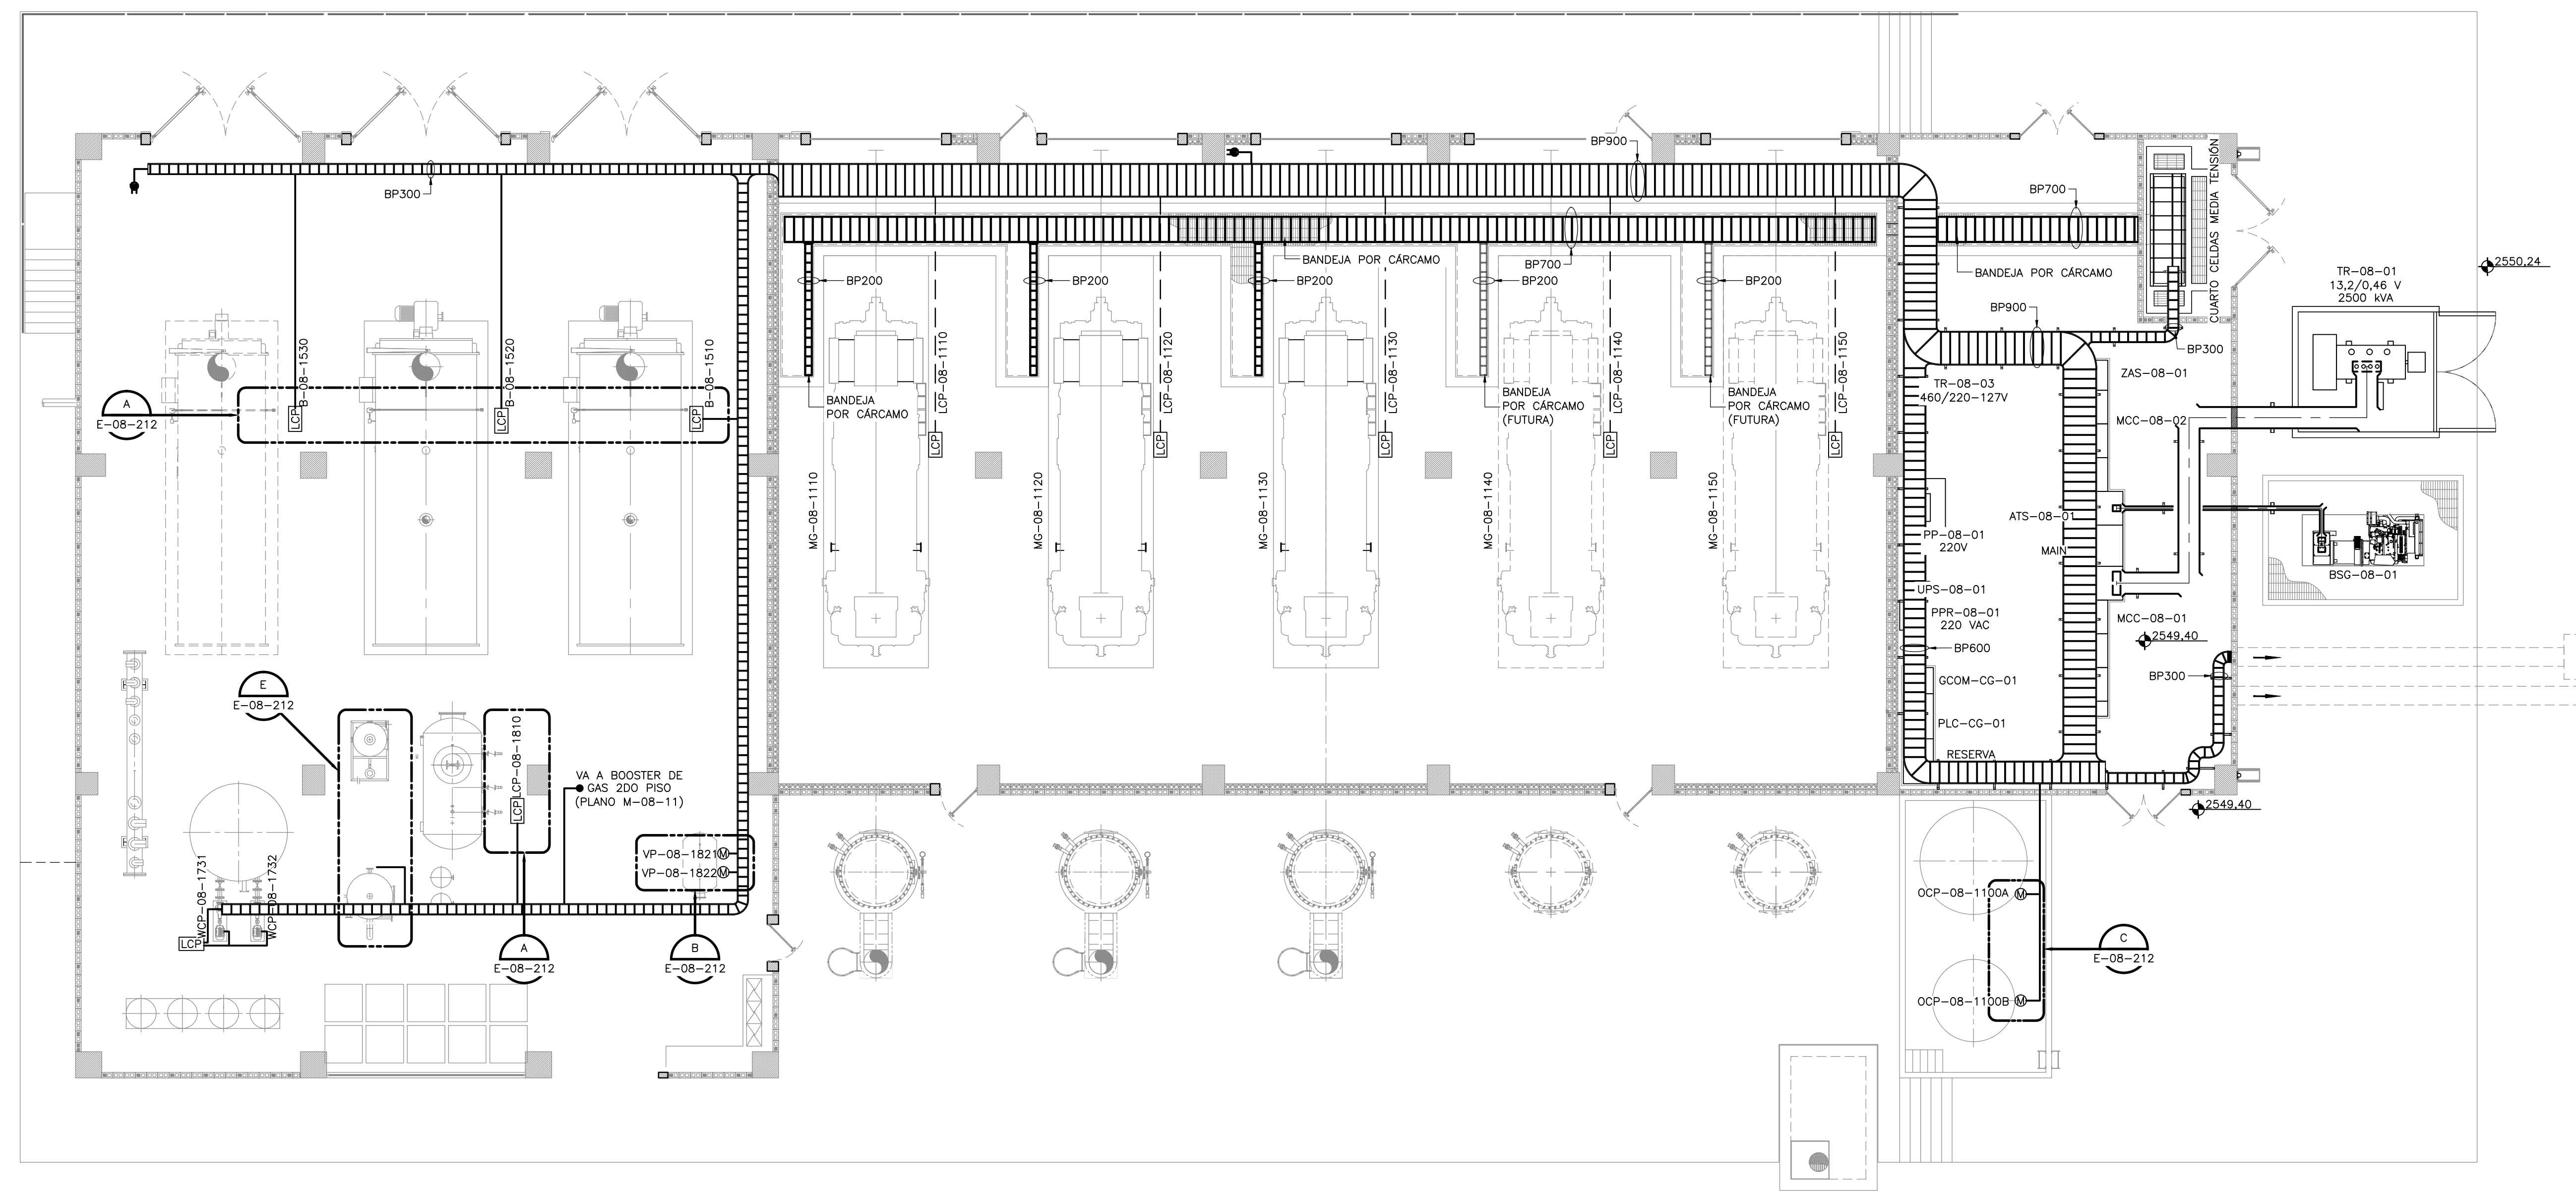 BP900
BP300
BP700
CUARTO CELDAS MEDIA TENSIÓN
2550,24
TR-08-01
13,2/0,46 V
2500 kVA
BANDEJA POR CÁRCAMO
BP700
BANDEJA POR CÁRCAMO
BP200
BP200
BP200
BP200
BP200
BP900
BP300
B-08-1530
B-08-1520
B-08-1510
LCP
LCP
LCP
A
E-08-212
BANDEJA
POR CÁRCAMO
BANDEJA
POR CÁRCAMO
(FUTURA)
BANDEJA
POR CÁRCAMO
(FUTURA)
LCP-08-1110
LCP-08-1120
LCP-08-1130
LCP-08-1140
LCP-08-1150
LCP
LCP
LCP
LCP
LCP
MG-08-1110
MG-08-1120
MG-08-1130
MG-08-1140
MG-08-1150
TR-08-03
460/220-127V
ZAS-08-01
MCC-08-02
ATS-08-01
MAIN
PP-08-01
220V
UPS-08-01
PPR-08-01
220 VAC
BP600
GCOM-CG-01
PLC-CG-01
RESERVA
MCC-08-01
2549,40
BP300
BSG-08-01
2549,40
E
E-08-212
LCP-08-1810
LCP
VA A BOOSTER DE
GAS 2DO PISO
(PLANO M-08-11)
VP-08-1821 M
VP-08-1822 M
WCP-08-1731
WCP-08-1732
LCP
A
E-08-212
B
E-08-212
OCP-08-1100A M
OCP-08-1100B M
C
E-08-212